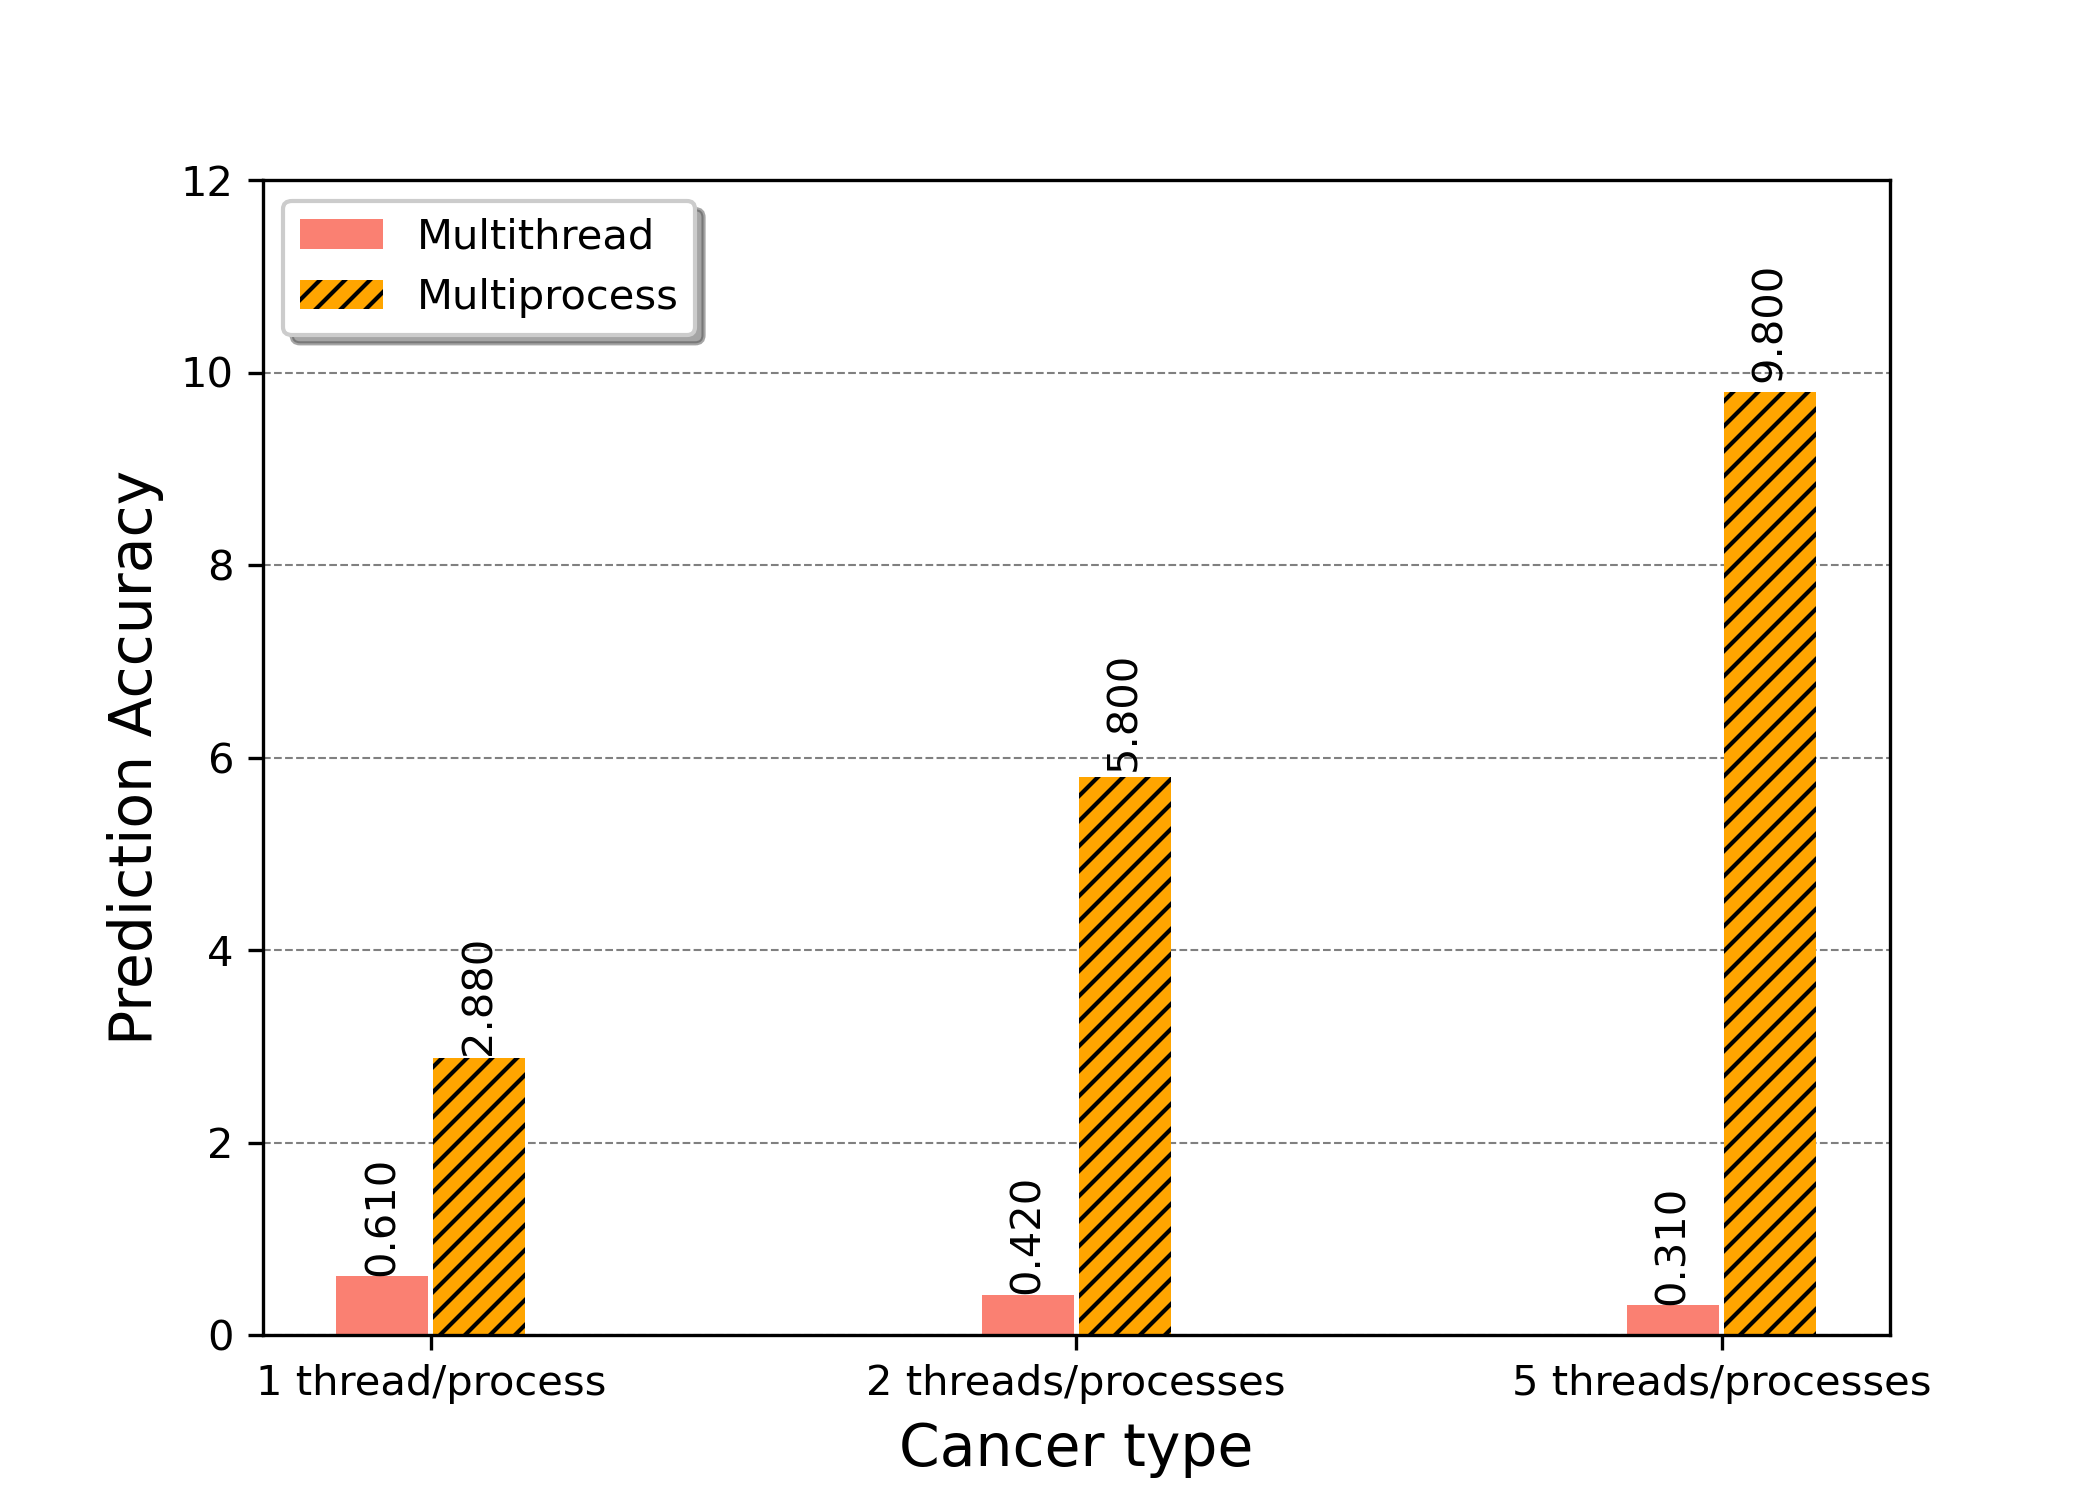 12
10
8
6
4
2
0
Prediction Accuracy
Multithread
Multiprocess
0.610
2.880
0.420
5.800
0.310
9.800
1 thread/process
2 threads/processes
5 threads/processes
Cancer type